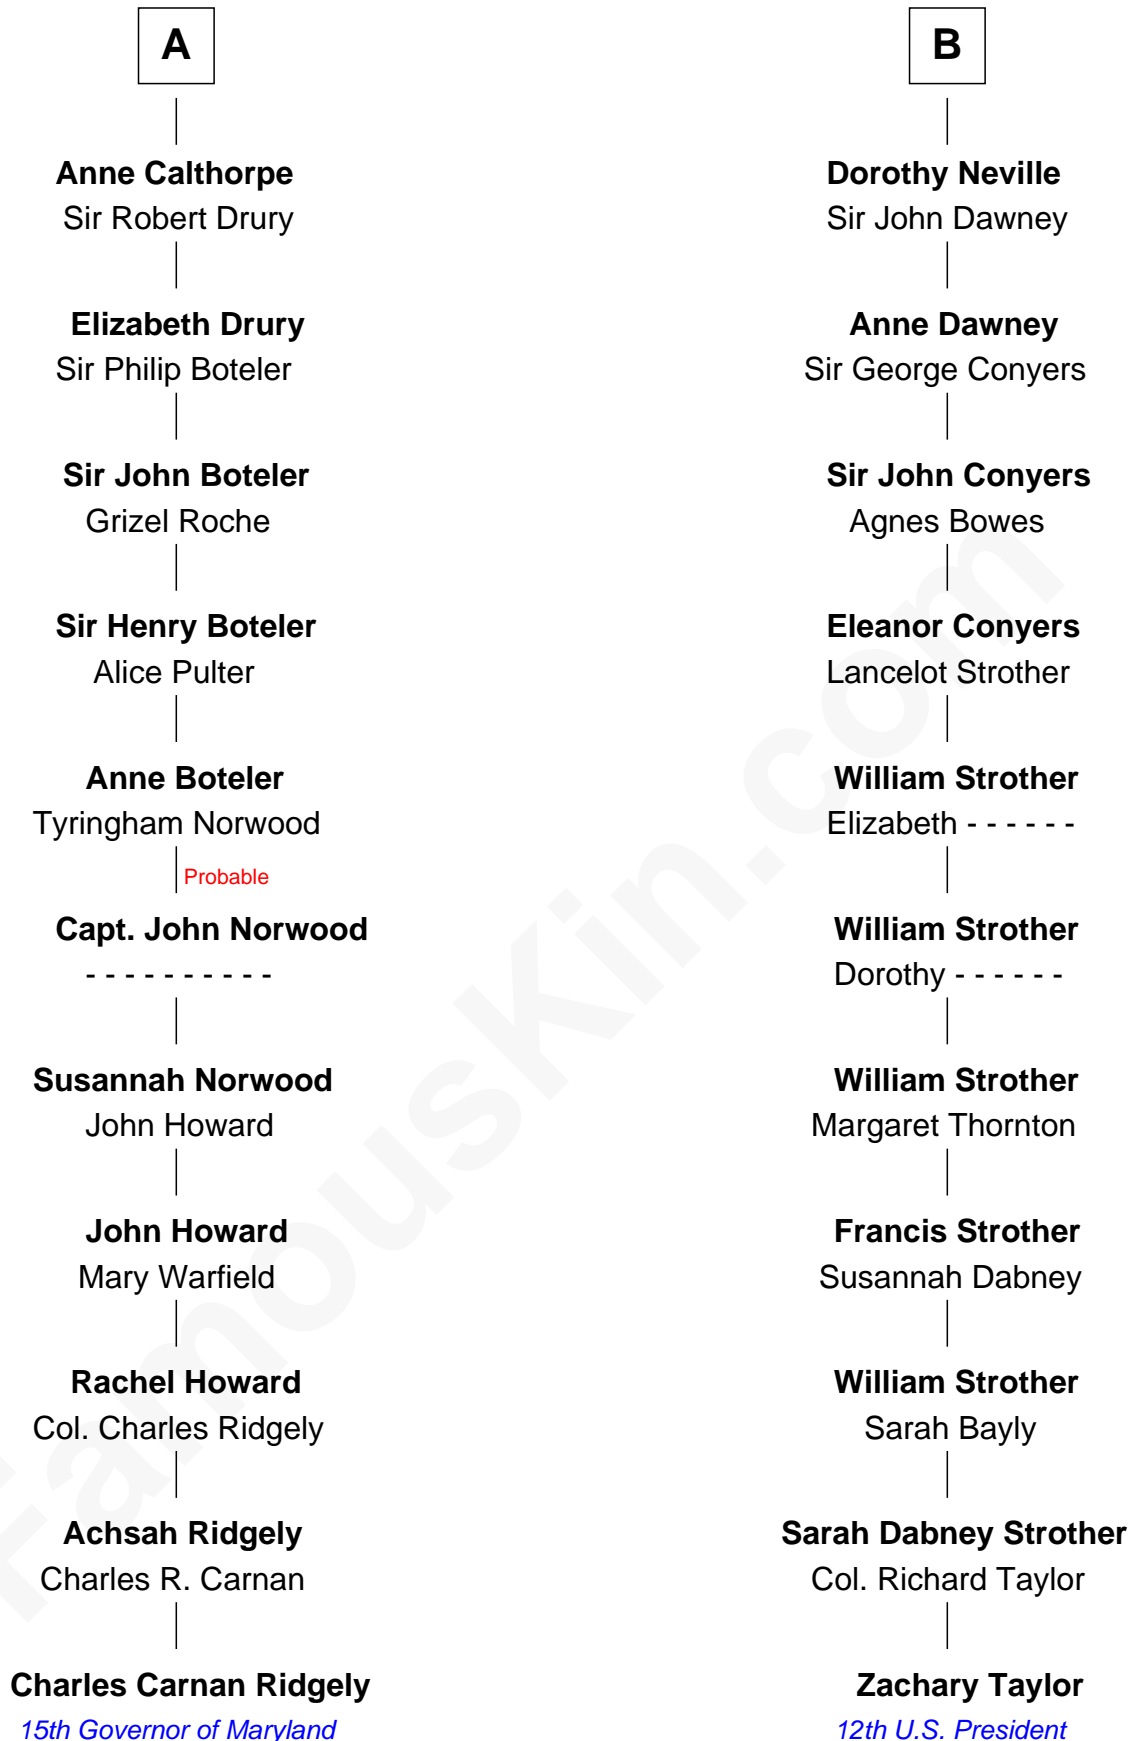 A
Anne Calthorpe
Sir Robert Drury
Elizabeth Drury
Sir Philip Boteler
Sir John Boteler
Grizel Roche
Sir Henry Boteler
Alice Pulter
Anne Boteler
Tyringham Norwood
Probable
Capt. John Norwood
- - - - - - - - - -
Susannah Norwood
John Howard
John Howard
Mary Warfield
Rachel Howard
Col. Charles Ridgely
Achsah Ridgely
Charles R. Carnan
Charles Carnan Ridgely
15th Governor of Maryland
B
Dorothy Neville
Sir John Dawney
Anne Dawney
Sir George Conyers
Sir John Conyers
Agnes Bowes
Eleanor Conyers
Lancelot Strother
William Strother
Elizabeth - - - - - -
William Strother
Dorothy - - - - - -
William Strother
Margaret Thornton
Francis Strother
Susannah Dabney
William Strother
Sarah Bayly
Sarah Dabney Strother
Col. Richard Taylor
Zachary Taylor
12th U.S. President
FamousKin.com